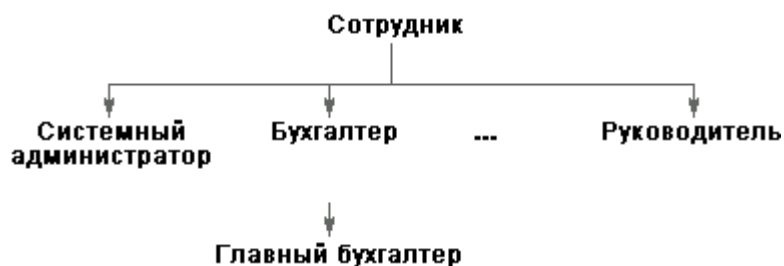 Сотрудник
Системный администратор
Бухгалтер
...
Руководитель
Главный бухгалтер